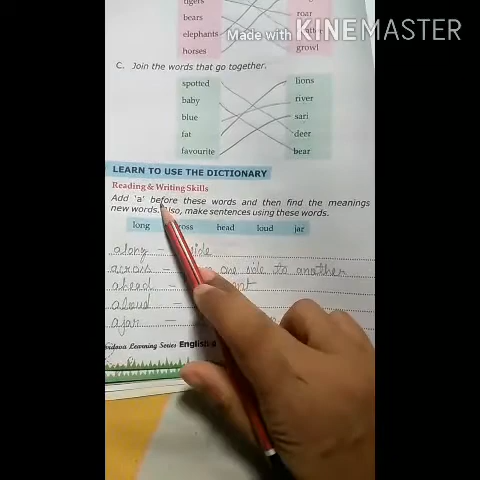 tigers
bears roar
elephants
horses growl
Made with KINEMASTER
C. Join the words that go together.
spotted lions
baby river
blue sari
fat deer
favourite bear
LEARN TO USE THE DICTIONARY
Reading & Writing Skills
Add 'a' before these words and then find the meanings
new words. make sentences using these words.
long head loud jar
along -
across - one side to another
ahead -
aloud -
ajar -
Learning Series English